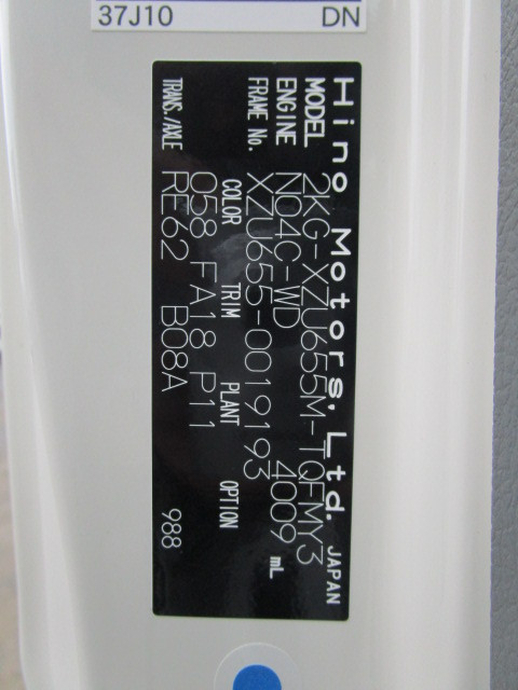 37J10 DN
Hino Motors, Ltd. JAPAN
MODEL 2KG-XZU655M-TQFMY3
ENGINE N04C-WD 4009 mL
FRAME No. XZU655-0019193
COLOR TRIM PLANT OPTION
058 FA18 P11
TRANS./AXLE RE62 B08A 988